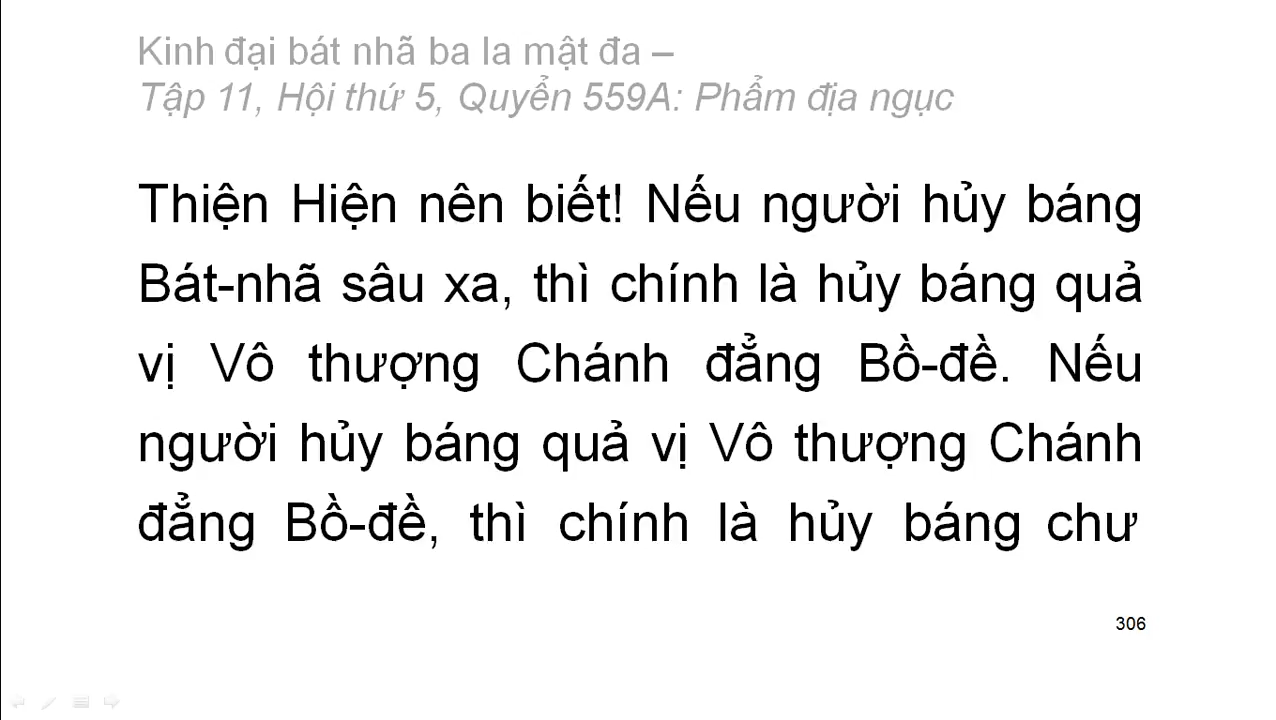 Kinh đại bát nhã ba la mật đa –
Tập 11, Hội thứ 5, Quyển 559A: Phẩm địa ngục
Thiện Hiện nên biết! Nếu người hủy báng
Bát-nhã sâu xa, thì chính là hủy báng quả
vị Vô thượng Chánh đẳng Bồ-đề. Nếu
người hủy báng quả vị Vô thượng Chánh
đẳng Bồ-đề, thì chính là hủy báng chư
306